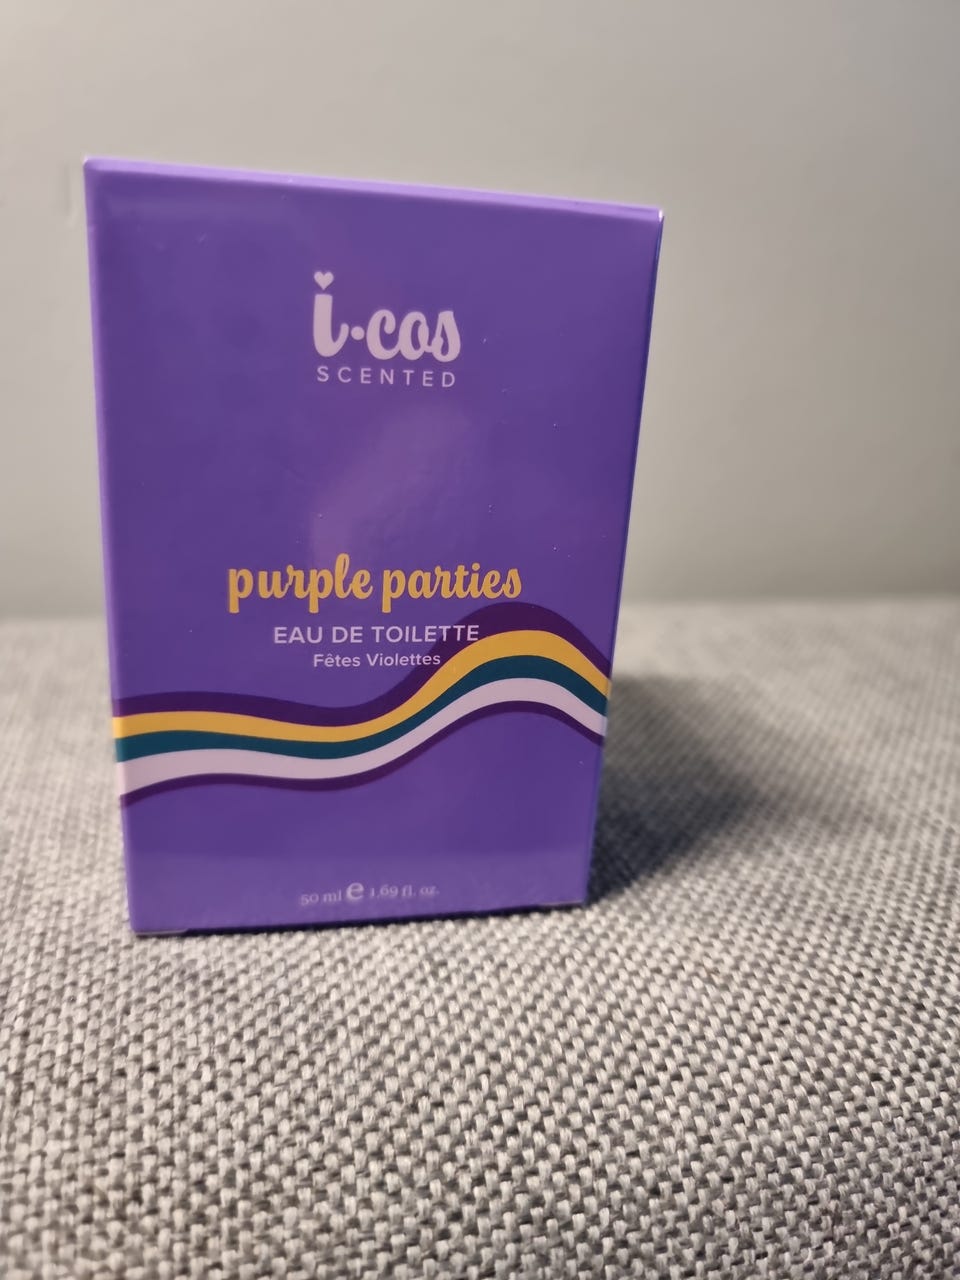 i·cos
SCENTED
purple parties
EAU DE TOILETTE
Fêtes Violettes
50 ml e 1.69 fl. oz.